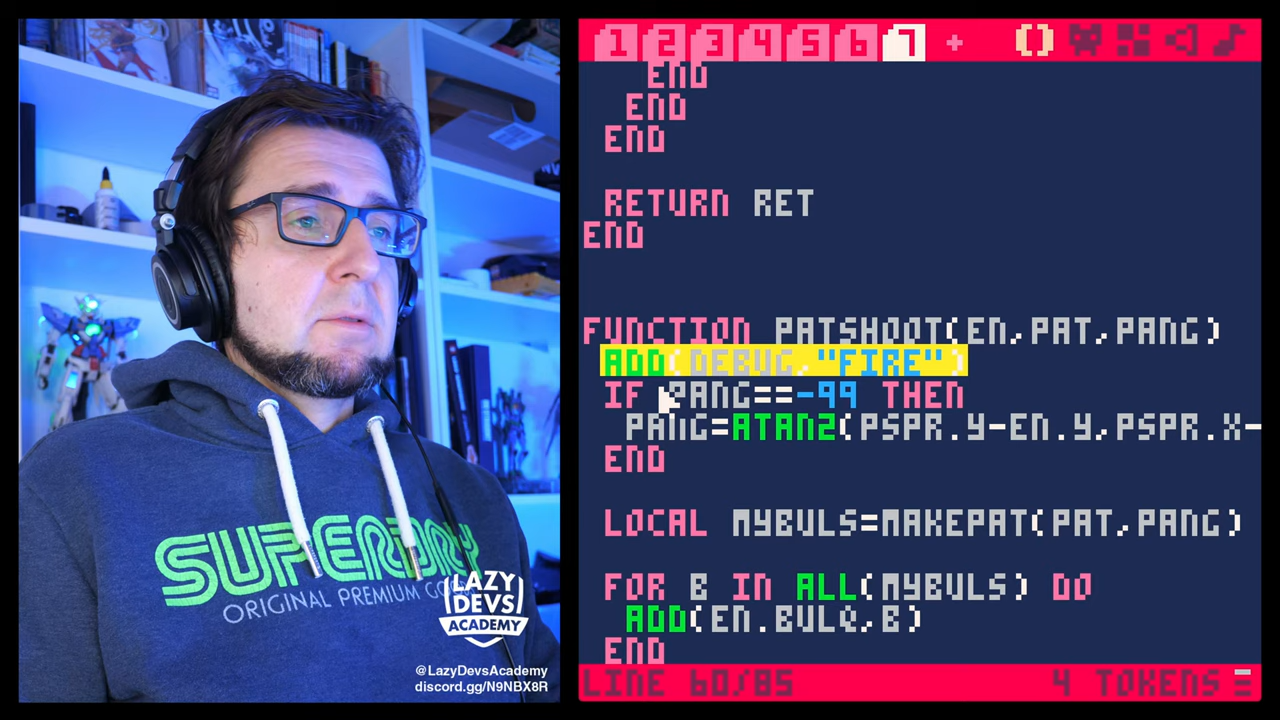 1 2 3 4 5 6 7 + ()
END
END
END
RETURN RET
END
FUNCTION PATSHOOT(EN,PAT,PANG)
ADD(DEBUG,"FIRE")
IF PANG==-99 THEN
PANG=ATAN2(PSPR.Y-EN.Y,PSPR.X-
END
LOCAL MYBULS=MAKEPAT(PAT,PANG)
FOR B IN ALL(MYBULS) DO
ADD(EN.BULQ,B)
END
LINE 60/85 4 TOKENS
SUPERDRY
ORIGINAL PREMIUM
LAZY
DEVS
ACADEMY
@LazyDevsAcademy
discord.gg/N9NBX8R